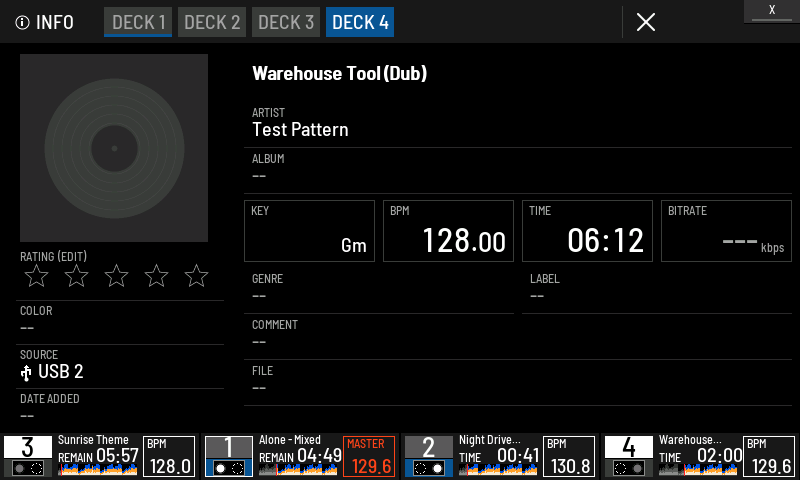 INFO DECK 1 DECK 2 DECK 3 DECK 4 X
Warehouse Tool (Dub)
ARTIST
Test Pattern
ALBUM
--
KEY BPM TIME BITRATE
Gm 128.00 06:12 --- kbps
RATING (EDIT)
GENRE LABEL
-- --
COLOR
--
COMMENT
--
SOURCE
USB 2
FILE
--
DATE ADDED
--
3 Sunrise Theme BPM
REMAIN 05:57 128.0
1 Alone - Mixed MASTER
REMAIN 04:49 129.6
2 Night Drive... BPM
TIME 00:41 130.8
4 Warehouse... BPM
TIME 02:00 129.6